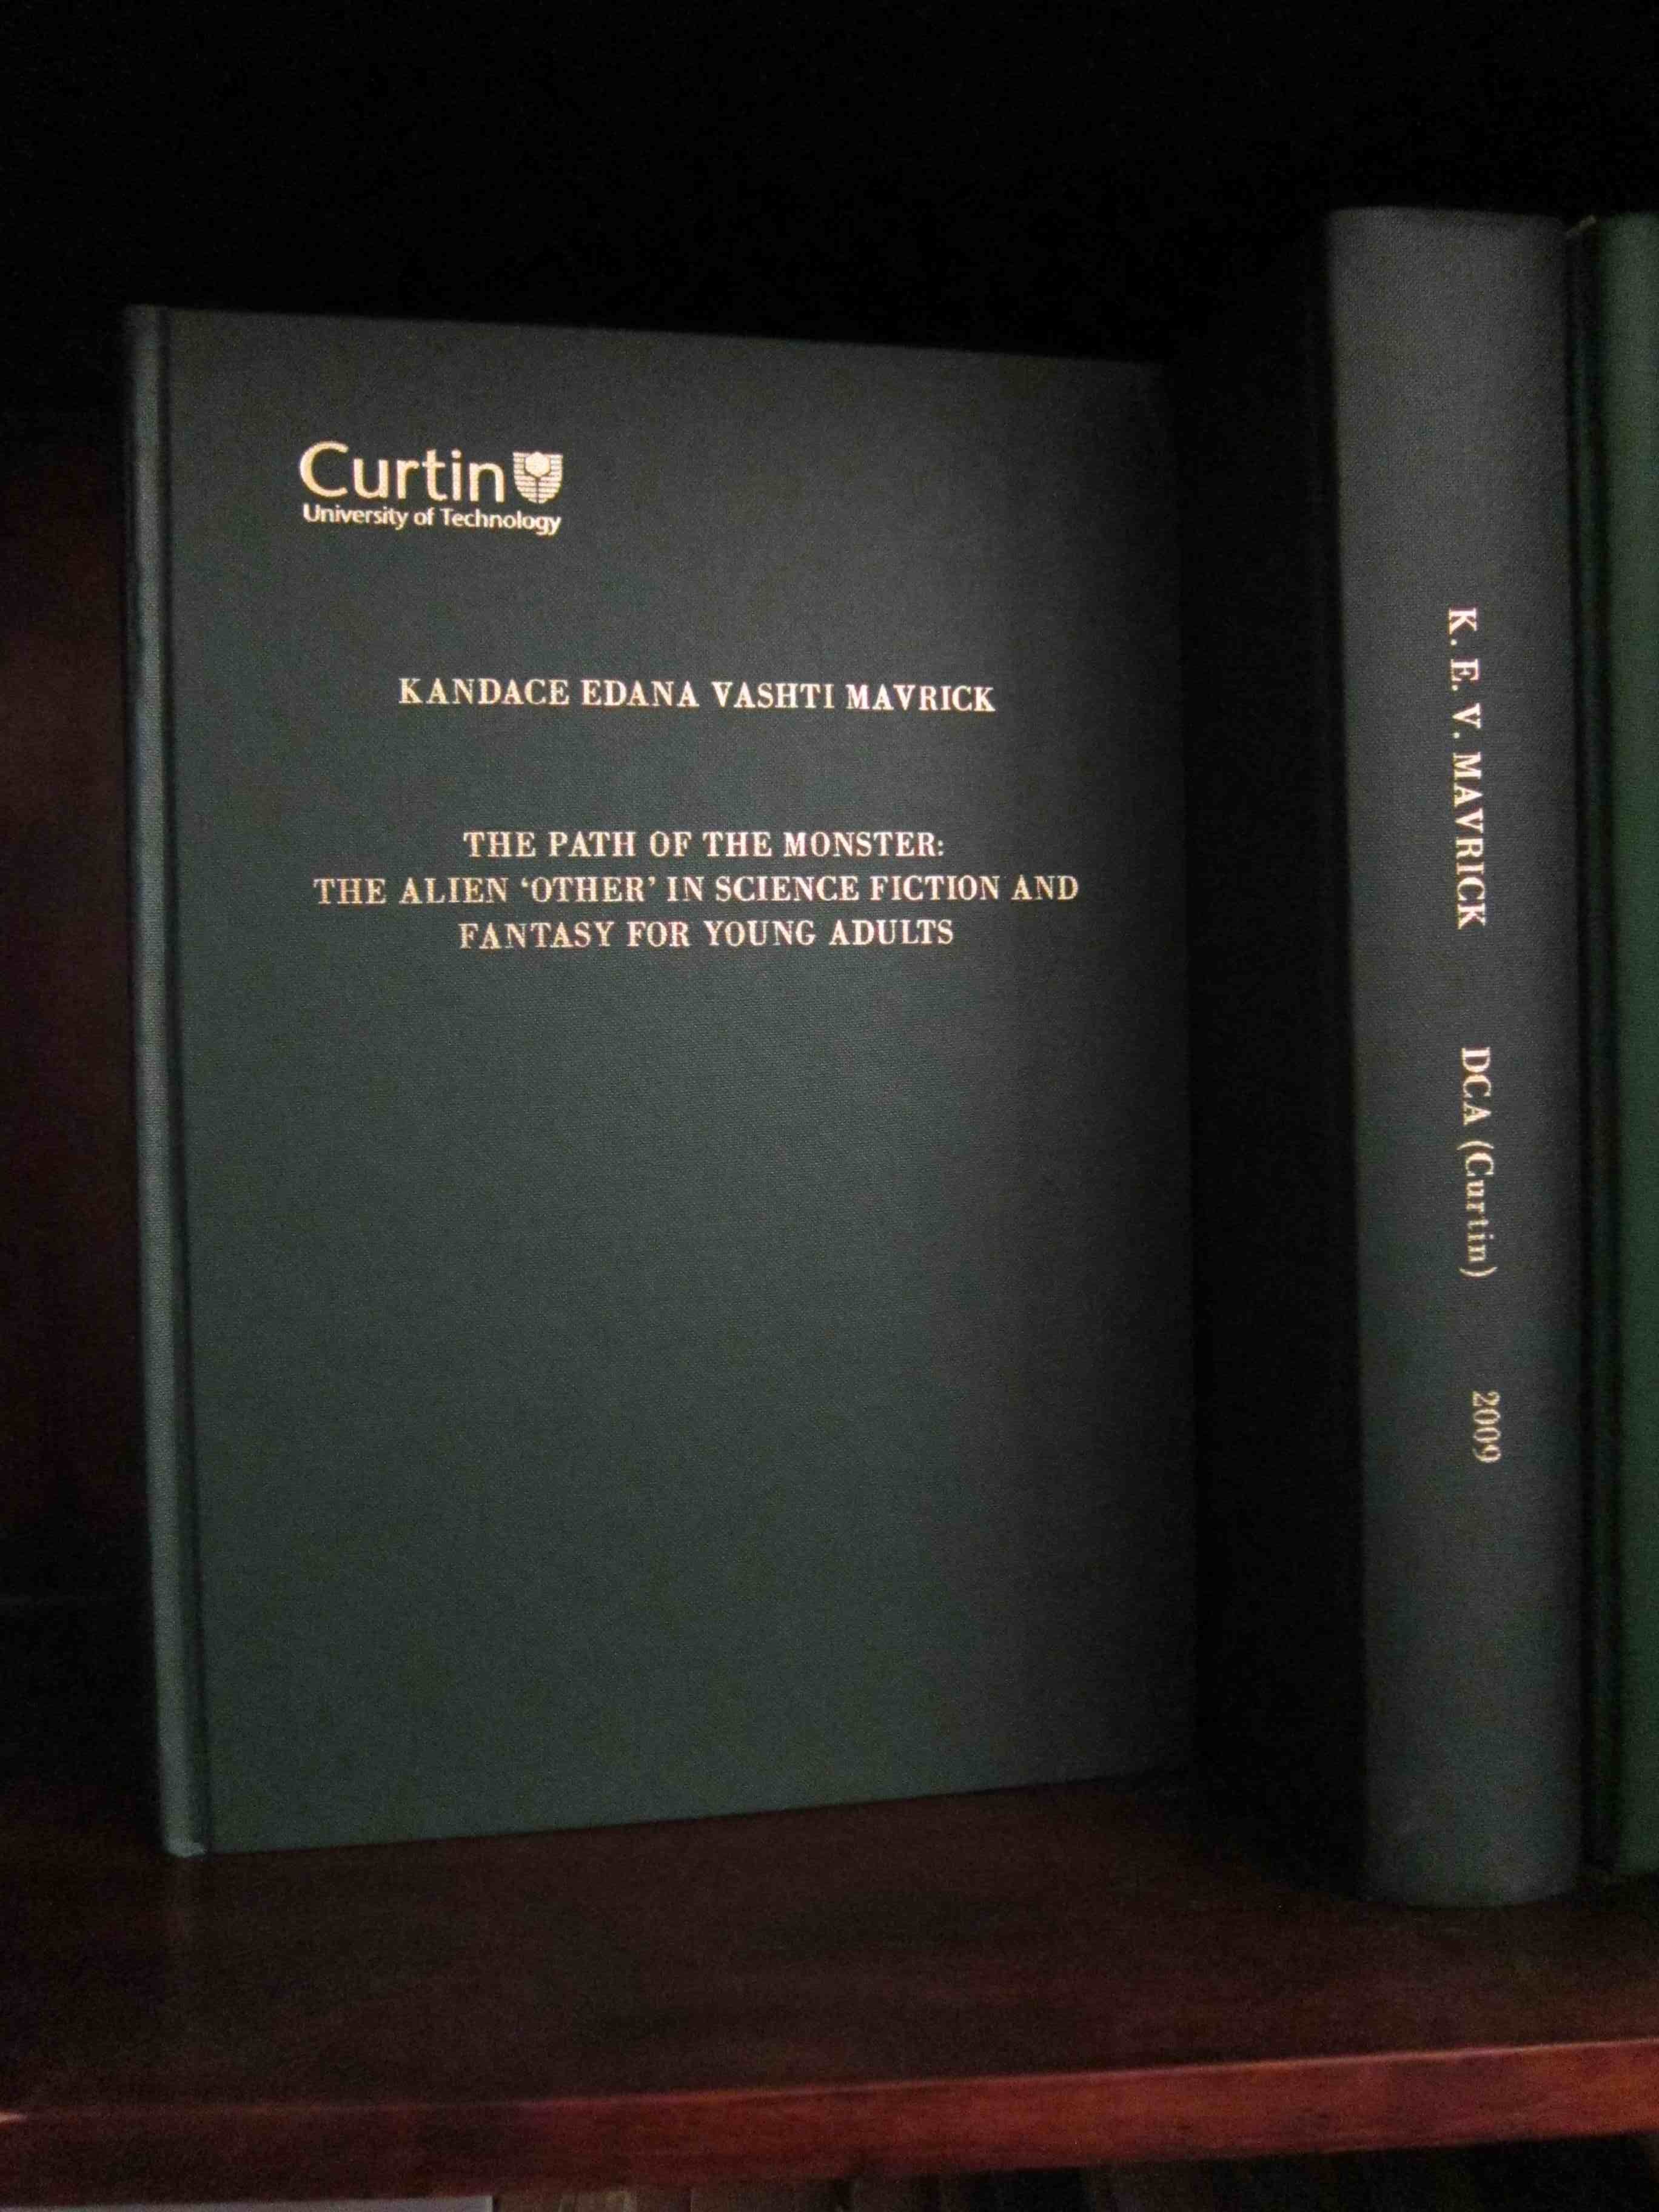 Curtin
University of Technology
KANDACE EDANA VASHTI MAVRICK
THE PATH OF THE MONSTER:
THE ALIEN ‘OTHER’ IN SCIENCE FICTION AND
FANTASY FOR YOUNG ADULTS
K. E. V. MAVRICK DCA (Curtin) 2009